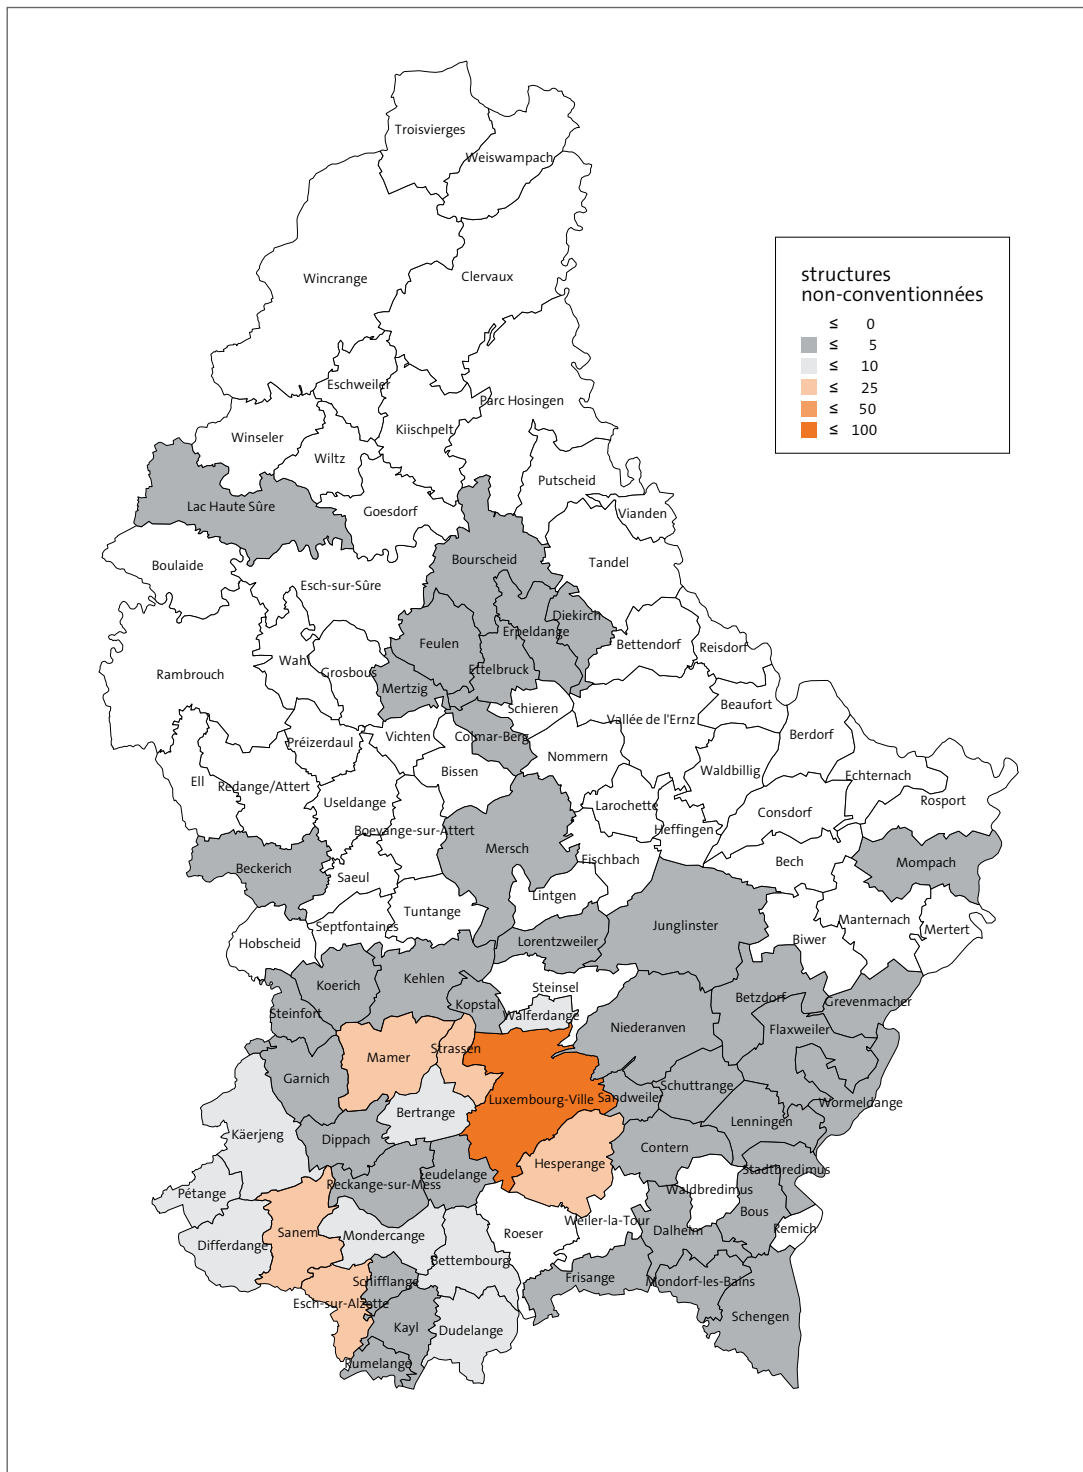 Troisvierges
Weiswampach
Wincrange
Clervaux
structures
non-conventionnées
≤ 0
≤ 5
≤ 10
≤ 25
≤ 50
≤ 100
Eschweiler
Parc Hosingen
Kiischpelt
Winseler
Wiltz
Putscheid
Lac Haute Sûre
Goesdorf
Vianden
Bourscheid
Boulaide
Tandel
Esch-sur-Sûre
Diekirch
Erpeldange
Feulen
Bettendorf
Reisdorf
Wahl
Grosbous
Ettelbruck
Rambrouch
Mertzig
Schieren
Beaufort
Vallée de l'Ernz
Préizerdaul
Vichten
Colmar-Berg
Berdorf
Nommern
Bissen
Waldbillig
Echternach
Ell
Redange/Attert
Useldange
Larochette
Rosport
Consdorf
Boevange-sur-Attert
Heffingen
Mersch
Fischbach
Bech
Mompach
Beckerich
Saeul
Lintgen
Tuntange
Septfontaines
Junglinster
Manternach
Mertert
Hobscheid
Lorentzweiler
Biwer
Kehlen
Koerich
Steinsel
Kopstal
Betzdorf
Grevenmacher
Steinfort
Walferdange
Niederanven
Flaxweiler
Strassen
Mamer
Garnich
Schuttrange
Luxembourg-Ville
Sandweiler
Wormeldange
Bertrange
Lenningen
Käerjeng
Dippach
Contern
Hesperange
Stadtbredimus
Leudelange
Reckange-sur-Mess
Waldbredimus
Pétange
Bous
Weiler-la-Tour
Remich
Sanem
Mondercange
Roeser
Dalheim
Differdange
Bettembourg
Frisange
Mondorf-les-Bains
Schifflange
Esch-sur-Alzette
Schengen
Kayl
Dudelange
Rumelange